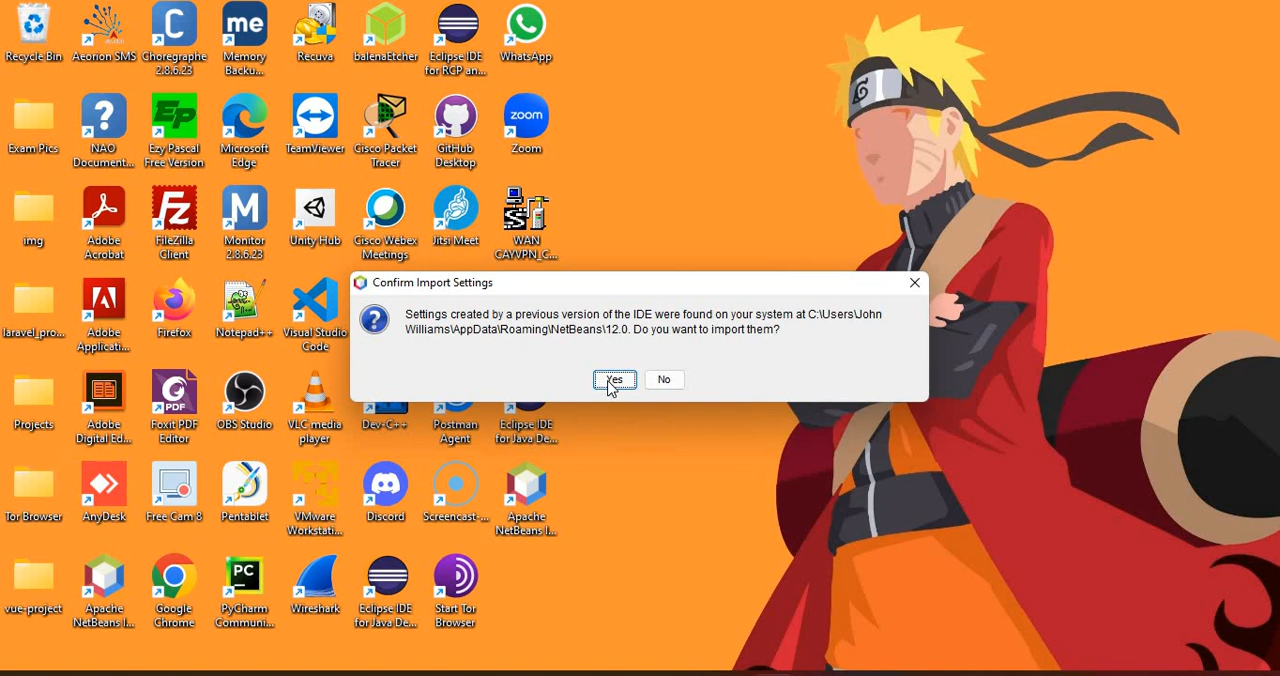 Recycle Bin
Aeorion SMS
Choregraphe
2.8.6.23
me
Memory
Backu...
Recuva
balenaEtcher
Eclipse IDE
for RCP an...
WhatsApp
Exam Pics
?
NAO
Document...
Ep
Ezy Pascal
Free Version
Microsoft
Edge
TeamViewer
Cisco Packet
Tracer
GitHub
Desktop
zoom
Zoom
img
Adobe
Acrobat
Fz
FileZilla
Client
M
Monitor
2.8.6.23
Unity Hub
Cisco Webex
Meetings
Jitsi Meet
WAN
CAYVPN_C...
laravel_pro...
Adobe
Applicati...
Firefox
Notepad++
Visual Studio
Code
Confirm Import Settings
?
Settings created by a previous version of the IDE were found on your system at C:\Users\John
Williams\AppData\Roaming\NetBeans\12.0. Do you want to import them?
Yes
No
Projects
Adobe
Digital Ed...
PDF
Foxit PDF
Editor
OBS Studio
VLC media
player
Dev-C++
Postman
Agent
Eclipse IDE
for Java De...
Tor Browser
AnyDesk
Free Cam 8
Pentablet
VMware
Workstati...
Discord
Screencast-...
Apache
NetBeans I...
vue-project
Apache
NetBeans I...
Google
Chrome
PC
PyCharm
Communi...
Wireshark
Eclipse IDE
for Java De...
Start Tor
Browser